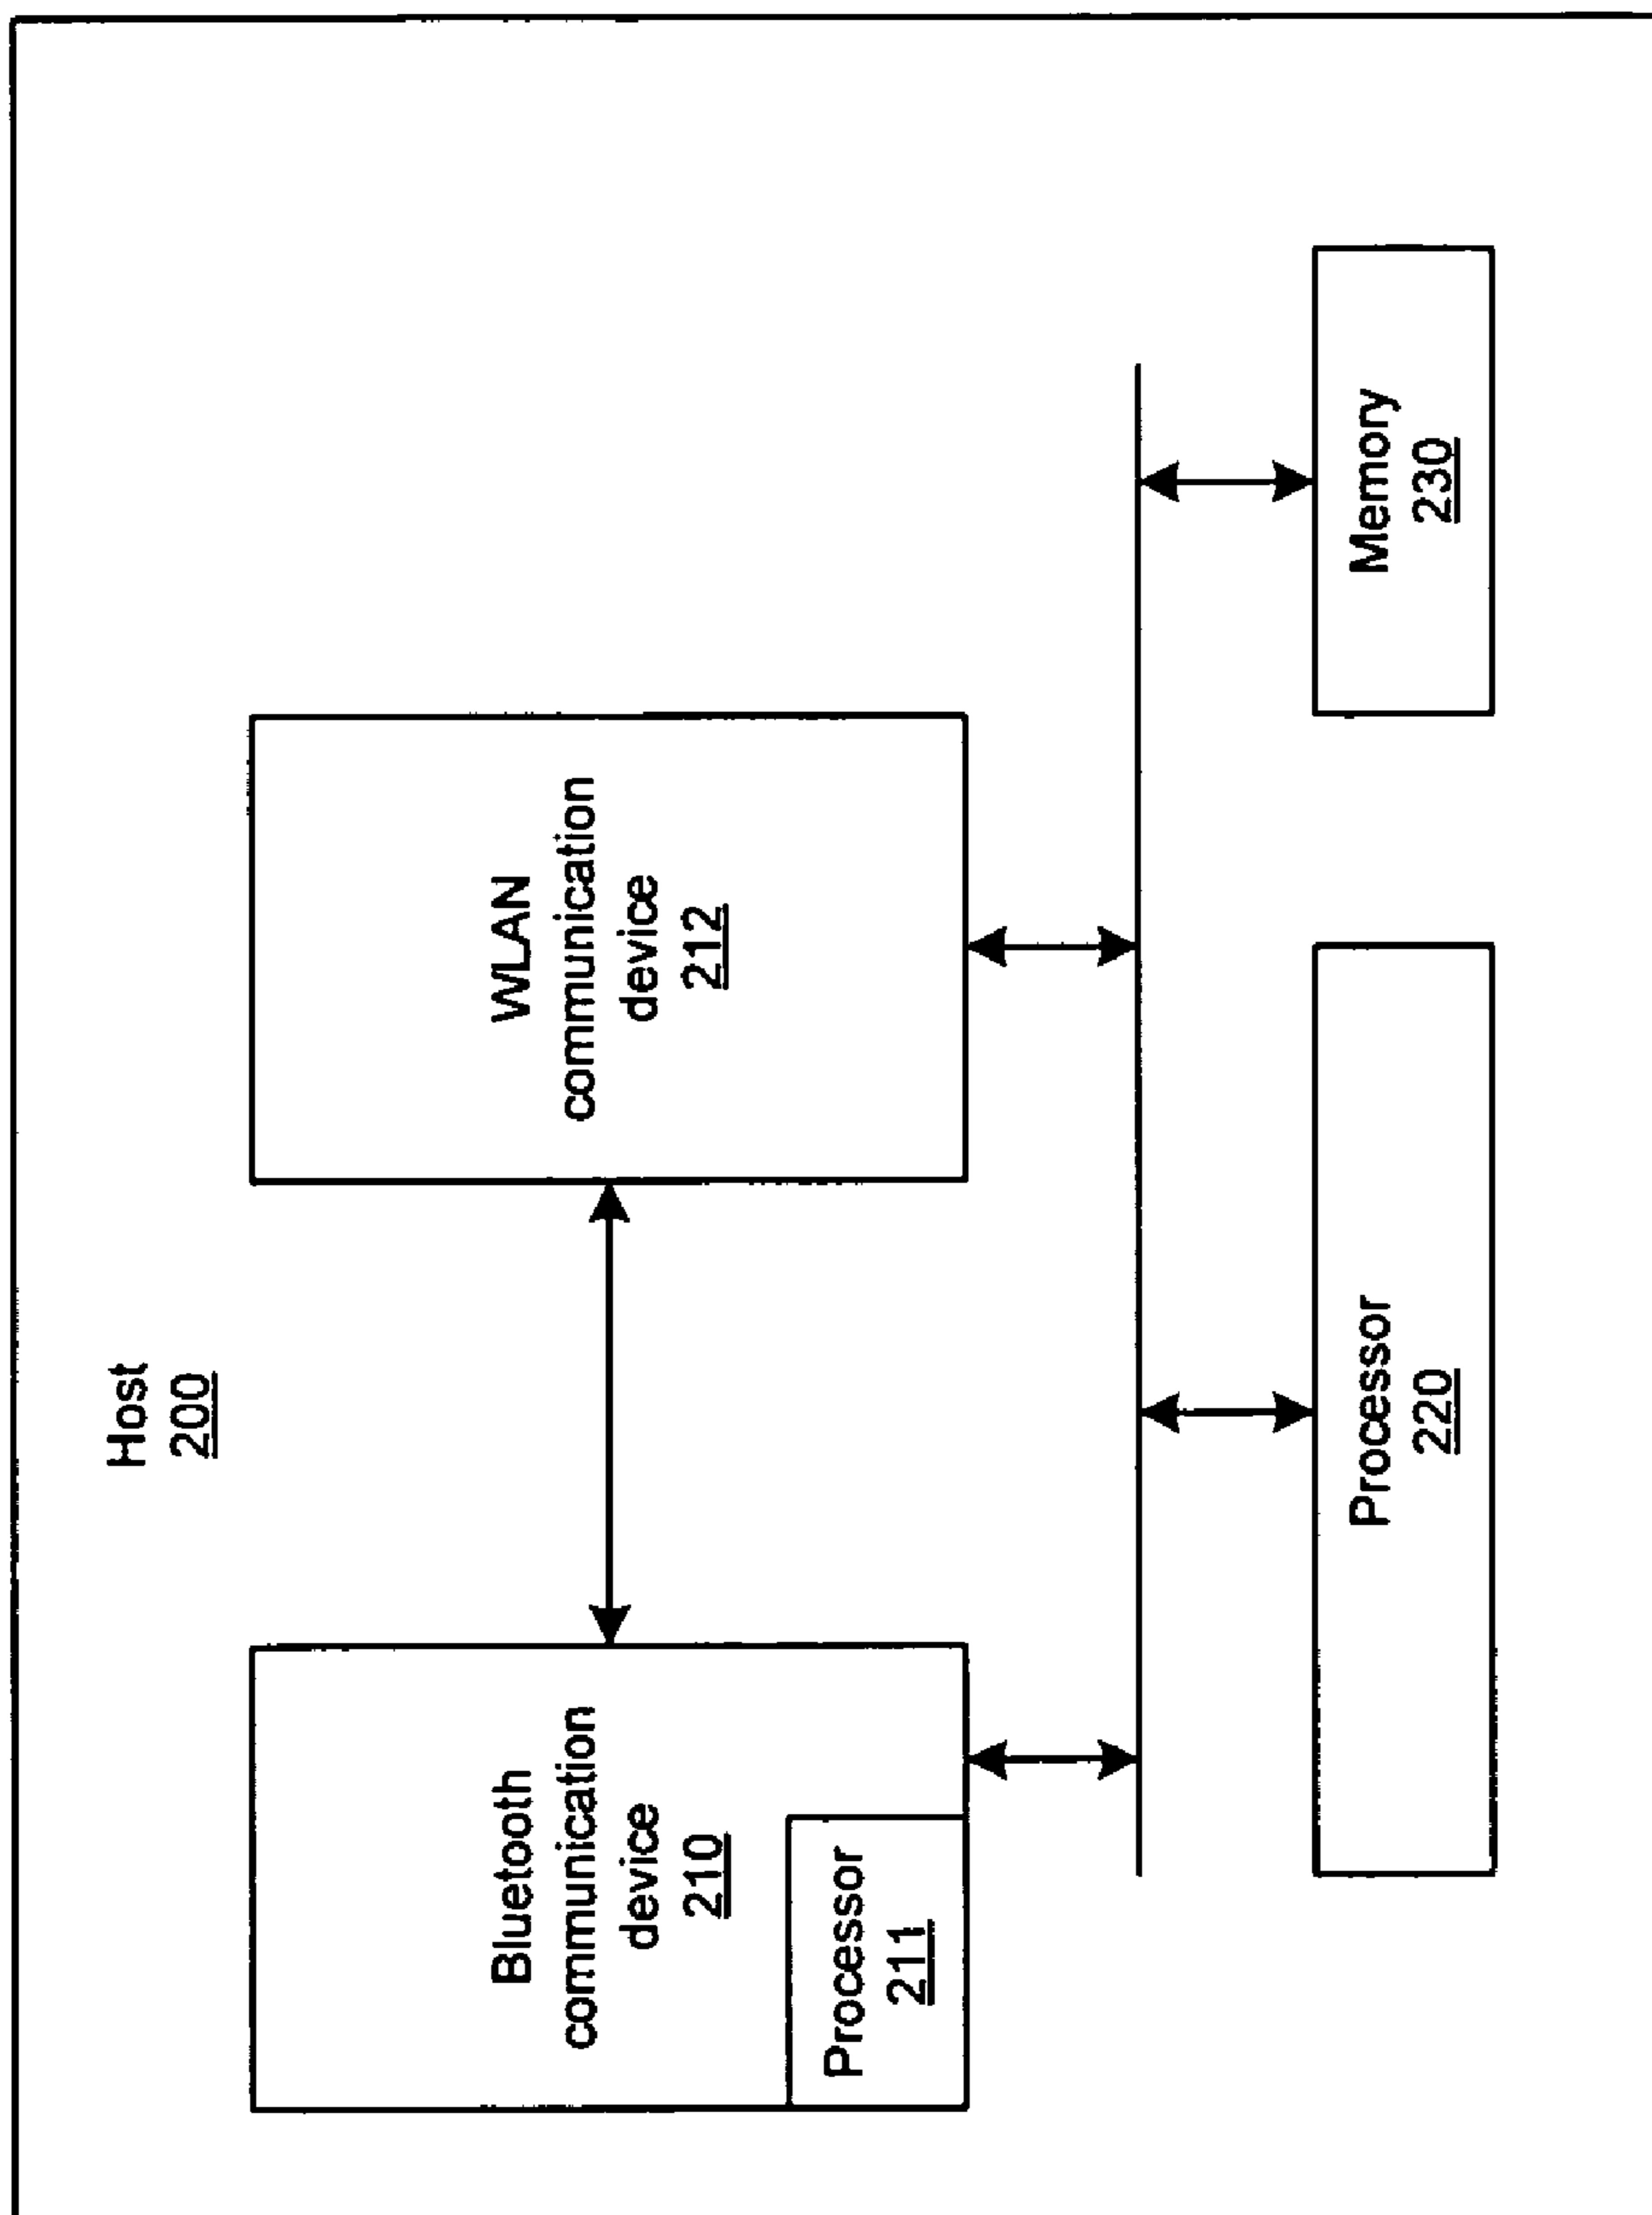 Host
200
Bluetooth
communication
device
210
Processor
211
WLAN
communication
device
212
Processor
220
Memory
230